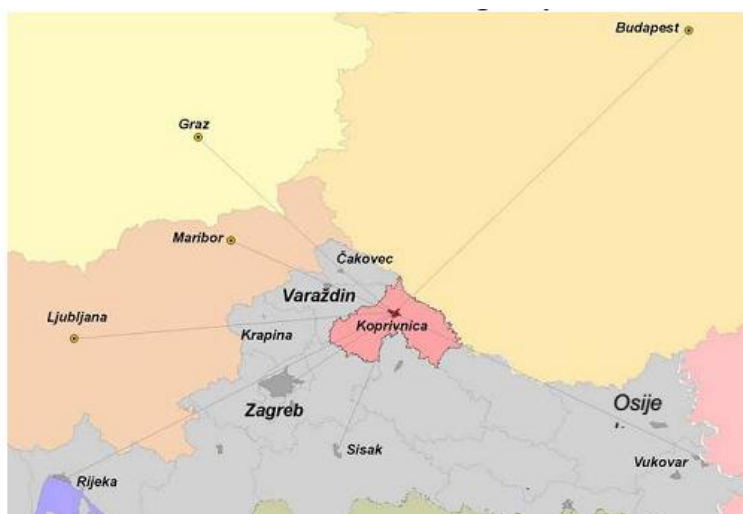 Budapest
Graz
Maribor
Čakovec
Varaždin
Ljubljana
Koprivnica
Krapina
Zagreb
Osije
Sisak
Vukovar
Rijeka